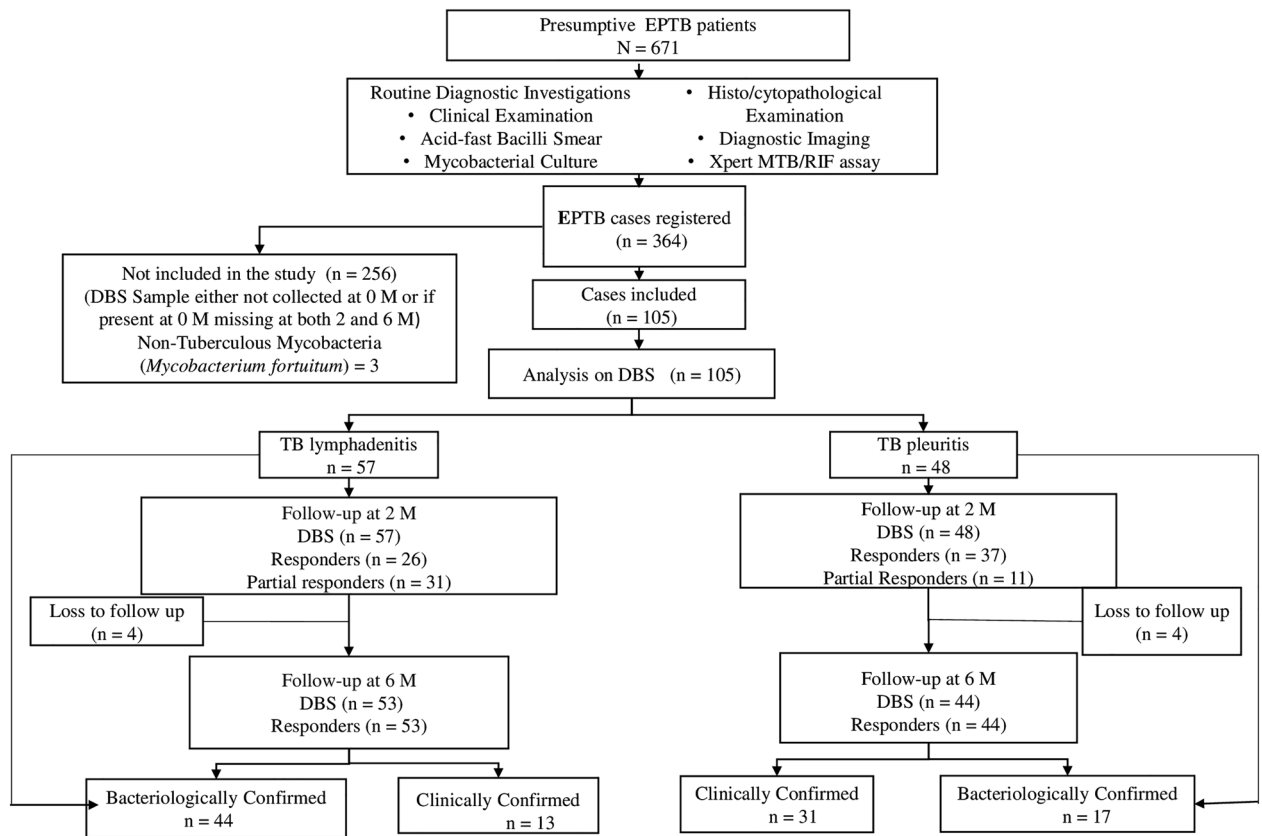 Presumptive EPTB patients
N = 671
Routine Diagnostic Investigations
• Clinical Examination
• Acid-fast Bacilli Smear
• Mycobacterial Culture
• Histo/cytopathological
Examination
• Diagnostic Imaging
• Xpert MTB/RIF assay
EPTB cases registered
(n = 364)
Not included in the study (n = 256)
(DBS Sample either not collected at 0 M or if
present at 0 M missing at both 2 and 6 M)
Non-Tuberculous Mycobacteria
(Mycobacterium fortuitum) = 3
Cases included
(n = 105)
Analysis on DBS (n = 105)
TB lymphadenitis
n = 57
TB pleuritis
n = 48
Follow-up at 2 M
DBS (n = 57)
Responders (n = 26)
Partial responders (n = 31)
Follow-up at 2 M
DBS (n = 48)
Responders (n = 37)
Partial Responders (n = 11)
Loss to follow up
(n = 4)
Loss to follow up
(n = 4)
Follow-up at 6 M
DBS (n = 53)
Responders (n = 53)
Follow-up at 6 M
DBS (n = 44)
Responders (n = 44)
Bacteriologically Confirmed
n = 44
Clinically Confirmed
n = 13
Clinically Confirmed
n = 31
Bacteriologically Confirmed
n = 17